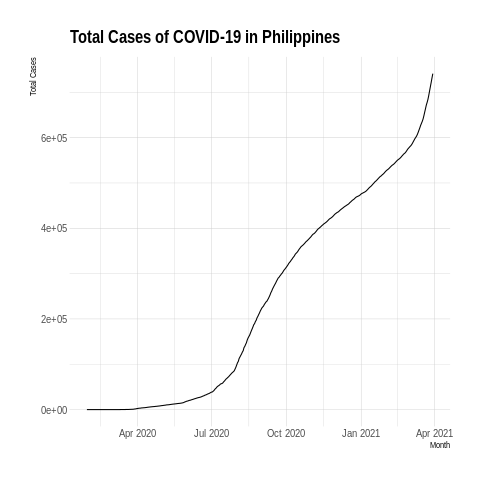 Total Cases of COVID-19 in Philippines
Total Cases
6e+05
4e+05
2e+05
0e+00
Apr 2020 Jul 2020 Oct 2020 Jan 2021 Apr 2021
Month